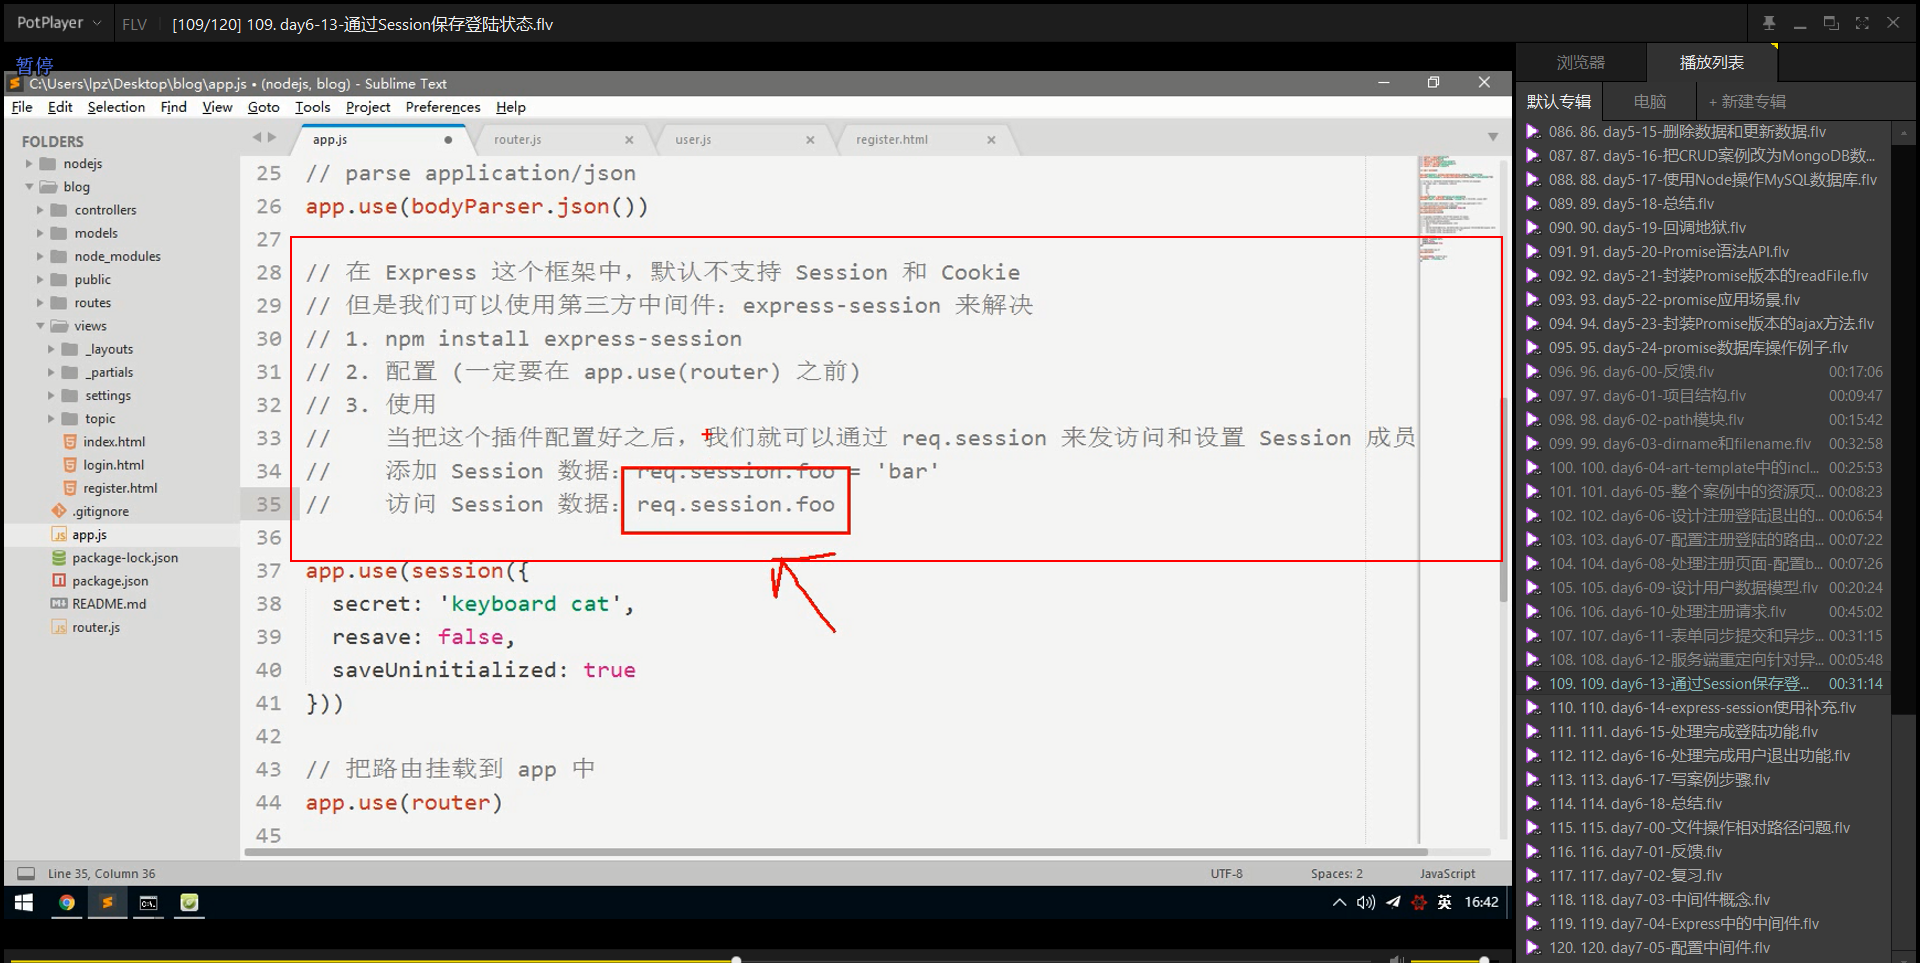 PotPlayer
FLV
[109/120] 109. day6-13-通过Session保存登陆状态.flv
暂停
C:\Users\lpz\Desktop\blog\app.js • (nodejs, blog) - Sublime Text
File Edit Selection Find View Goto Tools Project Preferences Help
FOLDERS
nodejs
blog
controllers
models
node_modules
public
routes
views
_layouts
_partials
settings
topic
index.html
login.html
register.html
.gitignore
app.js
package-lock.json
package.json
README.md
router.js
app.js
router.js
user.js
register.html
25 // parse application/json
26 app.use(bodyParser.json())
27
28 // 在 Express 这个框架中，默认不支持 Session 和 Cookie
29 // 但是我们可以使用第三方中间件：express-session 来解决
30 // 1. npm install express-session
31 // 2. 配置 (一定要在 app.use(router) 之前)
32 // 3. 使用
33 // 当把这个插件配置好之后，我们就可以通过 req.session 来发访问和设置 Session 成员
34 // 添加 Session 数据：req.session.foo = 'bar'
35 // 访问 Session 数据：req.session.foo
36
37 app.use(session({
38 secret: 'keyboard cat',
39 resave: false,
40 saveUninitialized: true
41 }))
42
43 // 把路由挂载到 app 中
44 app.use(router)
45
Line 35, Column 36
UTF-8
Spaces: 2
JavaScript
英
16:42
浏览器
播放列表
默认专辑
电脑
+ 新建专辑
086. 86. day5-15-删除数据和更新数据.flv
087. 87. day5-16-把CRUD案例改为MongoDB数...
088. 88. day5-17-使用Node操作MySQL数据库.flv
089. 89. day5-18-总结.flv
090. 90. day5-19-回调地狱.flv
091. 91. day5-20-Promise语法API.flv
092. 92. day5-21-封装Promise版本的readFile.flv
093. 93. day5-22-promise应用场景.flv
094. 94. day5-23-封装Promise版本的ajax方法.flv
095. 95. day5-24-promise数据库操作例子.flv
096. 96. day6-00-反馈.flv 00:17:06
097. 97. day6-01-项目结构.flv 00:09:47
098. 98. day6-02-path模块.flv 00:15:42
099. 99. day6-03-dirname和filename.flv 00:32:58
100. 100. day6-04-art-template中的incl... 00:25:53
101. 101. day6-05-整个案例中的资源页... 00:08:23
102. 102. day6-06-设计注册登陆退出的... 00:06:54
103. 103. day6-07-配置注册登陆的路由... 00:07:22
104. 104. day6-08-处理注册页面-配置b... 00:07:26
105. 105. day6-09-设计用户数据模型.flv 00:20:24
106. 106. day6-10-处理注册请求.flv 00:45:02
107. 107. day6-11-表单同步提交和异步... 00:31:15
108. 108. day6-12-服务端重定向针对异... 00:05:48
109. 109. day6-13-通过Session保存登... 00:31:14
110. 110. day6-14-express-session使用补充.flv
111. 111. day6-15-处理完成登陆功能.flv
112. 112. day6-16-处理完成用户退出功能.flv
113. 113. day6-17-写案例步骤.flv
114. 114. day6-18-总结.flv
115. 115. day7-00-文件操作相对路径问题.flv
116. 116. day7-01-反馈.flv
117. 117. day7-02-复习.flv
118. 118. day7-03-中间件概念.flv
119. 119. day7-04-Express中的中间件.flv
120. 120. day7-05-配置中间件.flv